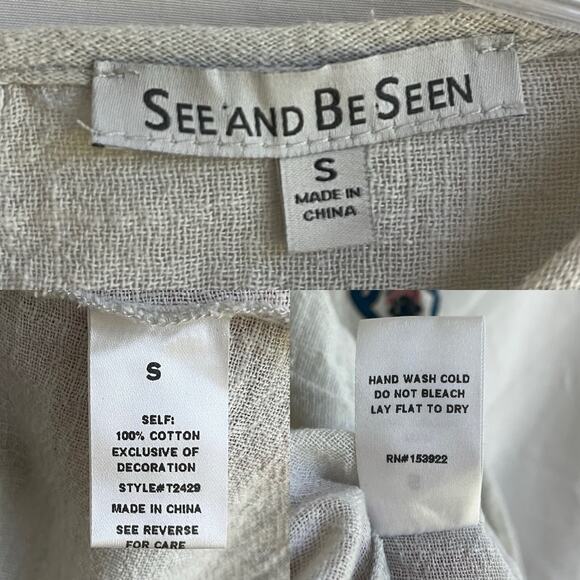 SEE AND BE SEEN
S
MADE IN
CHINA
S
SELF:
100% COTTON
EXCLUSIVE OF
DECORATION
STYLE#T2429
MADE IN CHINA
SEE REVERSE
FOR CARE
HAND WASH COLD
DO NOT BLEACH
LAY FLAT TO DRY
RN#153922